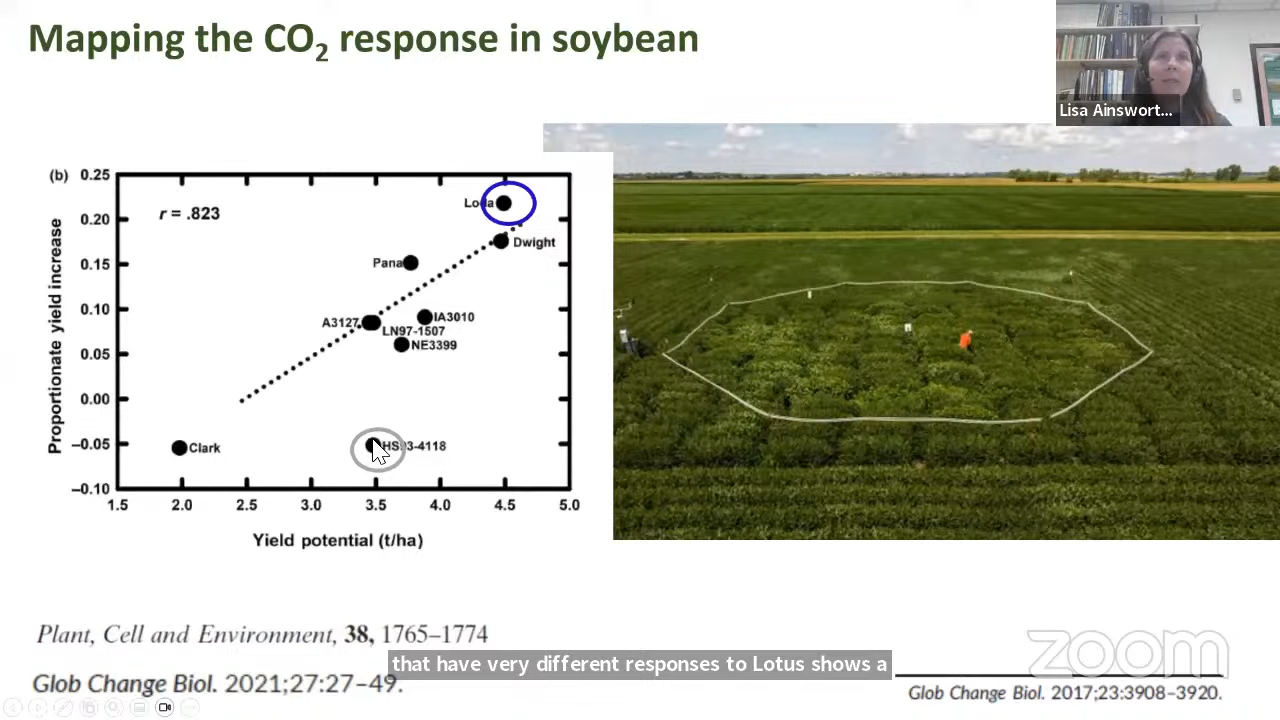 Mapping the CO₂ response in soybean
Lisa Ainswort...
(b)
0.25
0.20
0.15
0.10
0.05
0.00
–0.05
–0.10
Proportionate yield increase
r = .823
Loda
Dwight
Pana
IA3010
A3127
LN97-1507
NE3399
Clark
HS93-4118
1.5 2.0 2.5 3.0 3.5 4.0 4.5 5.0
Yield potential (t/ha)
Plant, Cell and Environment, 38, 1765–1774
zoom
that have very different responses to Lotus shows a
Glob Change Biol. 2021;27:27–49.
Glob Change Biol. 2017;23:3908–3920.